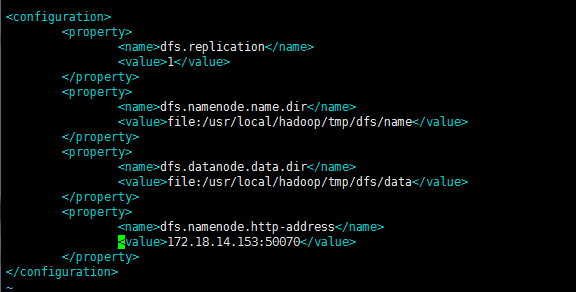 <configuration>
<property>
<name>dfs.replication</name>
<value>1</value>
</property>
<property>
<name>dfs.namenode.name.dir</name>
<value>file:/usr/local/hadoop/tmp/dfs/name</value>
</property>
<property>
<name>dfs.datanode.data.dir</name>
<value>file:/usr/local/hadoop/tmp/dfs/data</value>
</property>
<property>
<name>dfs.namenode.http-address</name>
<value>172.18.14.153:50070</value>
</property>
</configuration>
~